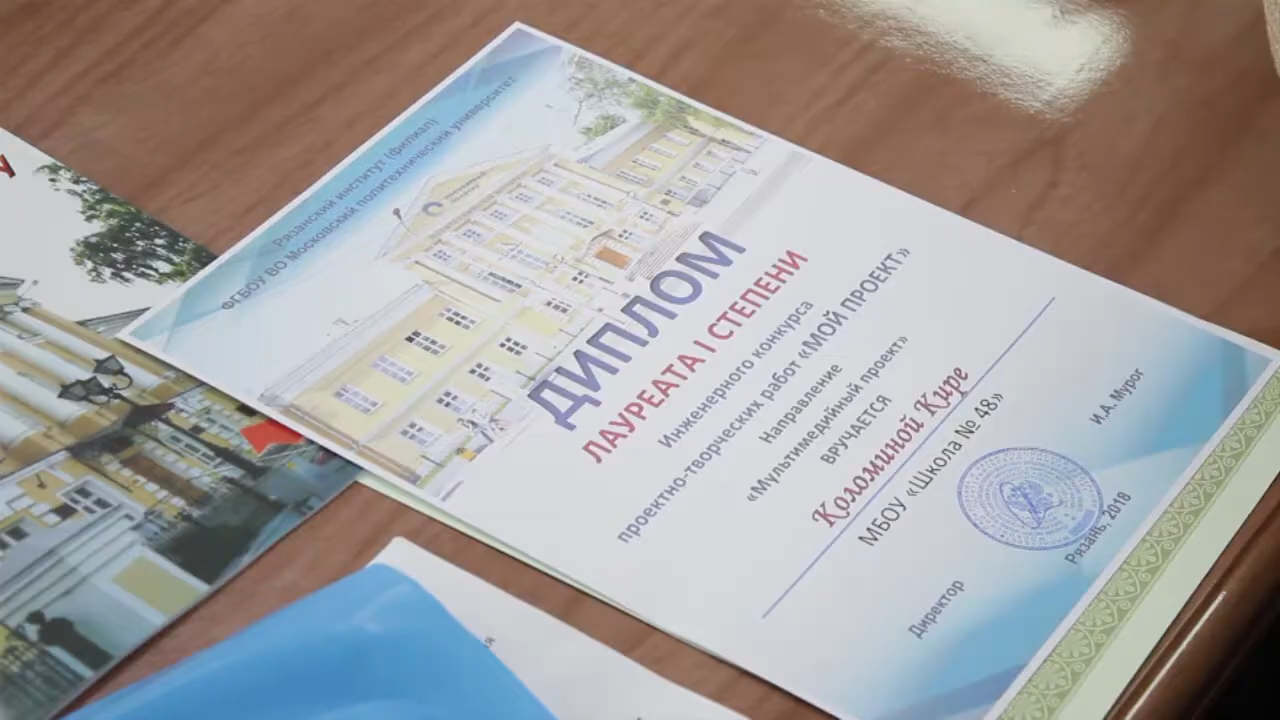 Рязанский институт (филиал)
ФГБОУ ВО Московский политехнический университет
ДИПЛОМ
ЛАУРЕАТА I СТЕПЕНИ
Инженерного конкурса
проектно-творческих работ «МОЙ ПРОЕКТ»
Направление
«Мультимедийный проект»
ВРУЧАЕТСЯ
Коломиной Кире
МБОУ «Школа № 48»
Директор
И.А. Мурог
Рязань, 2018